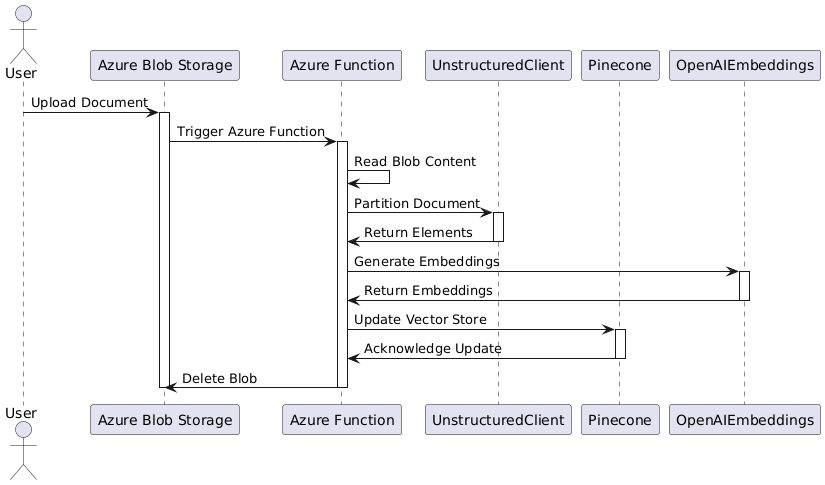 User
Azure Blob Storage
Azure Function
UnstructuredClient
Pinecone
OpenAIEmbeddings
Upload Document
Trigger Azure Function
Read Blob Content
Partition Document
Return Elements
Generate Embeddings
Return Embeddings
Update Vector Store
Acknowledge Update
Delete Blob
User
Azure Blob Storage
Azure Function
UnstructuredClient
Pinecone
OpenAIEmbeddings